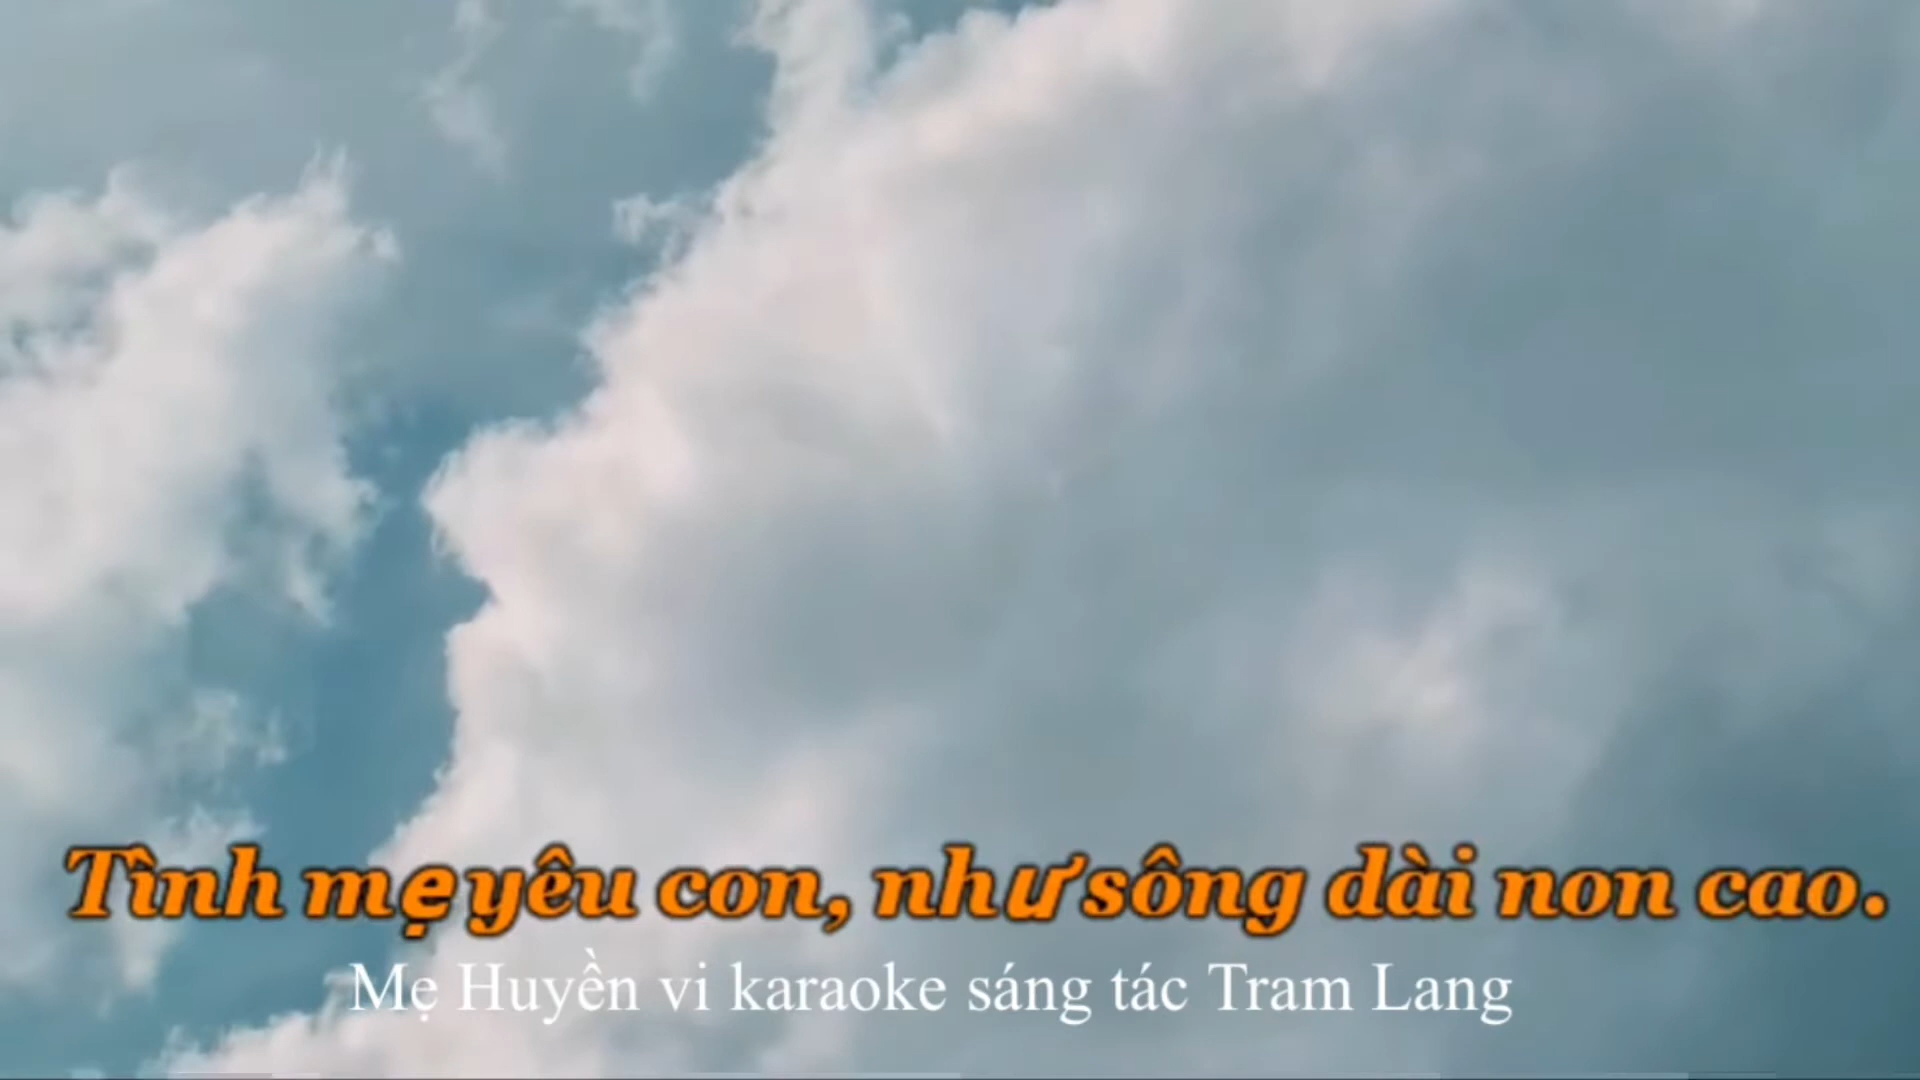 Tình mẹ yêu con, như sông dài non cao.
Mẹ Huyền vi karaoke sáng tác Tram Lang